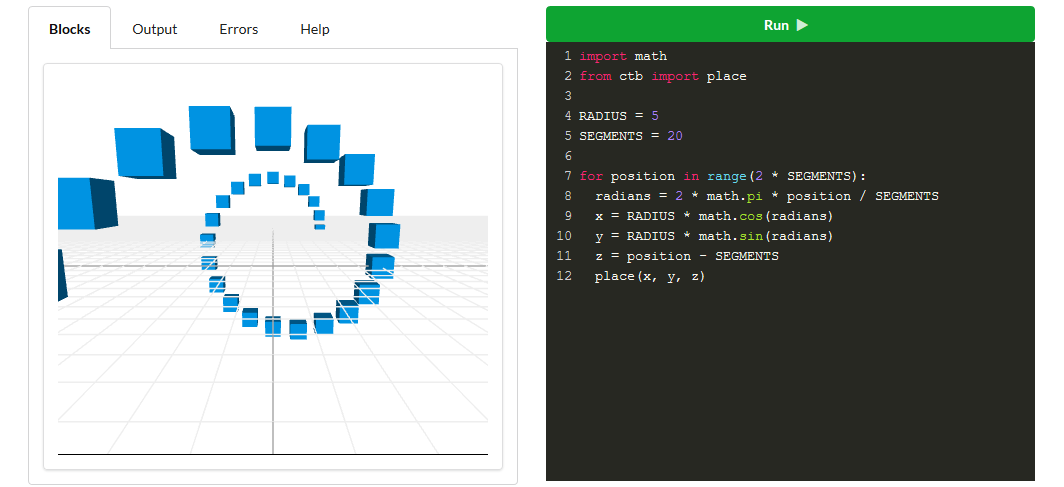 Blocks Output Errors Help
Run
1 import math
2 from ctb import place
3
4 RADIUS = 5
5 SEGMENTS = 20
6
7 for position in range(2 * SEGMENTS):
8   radians = 2 * math.pi * position / SEGMENTS
9   x = RADIUS * math.cos(radians)
10   y = RADIUS * math.sin(radians)
11   z = position - SEGMENTS
12   place(x, y, z)